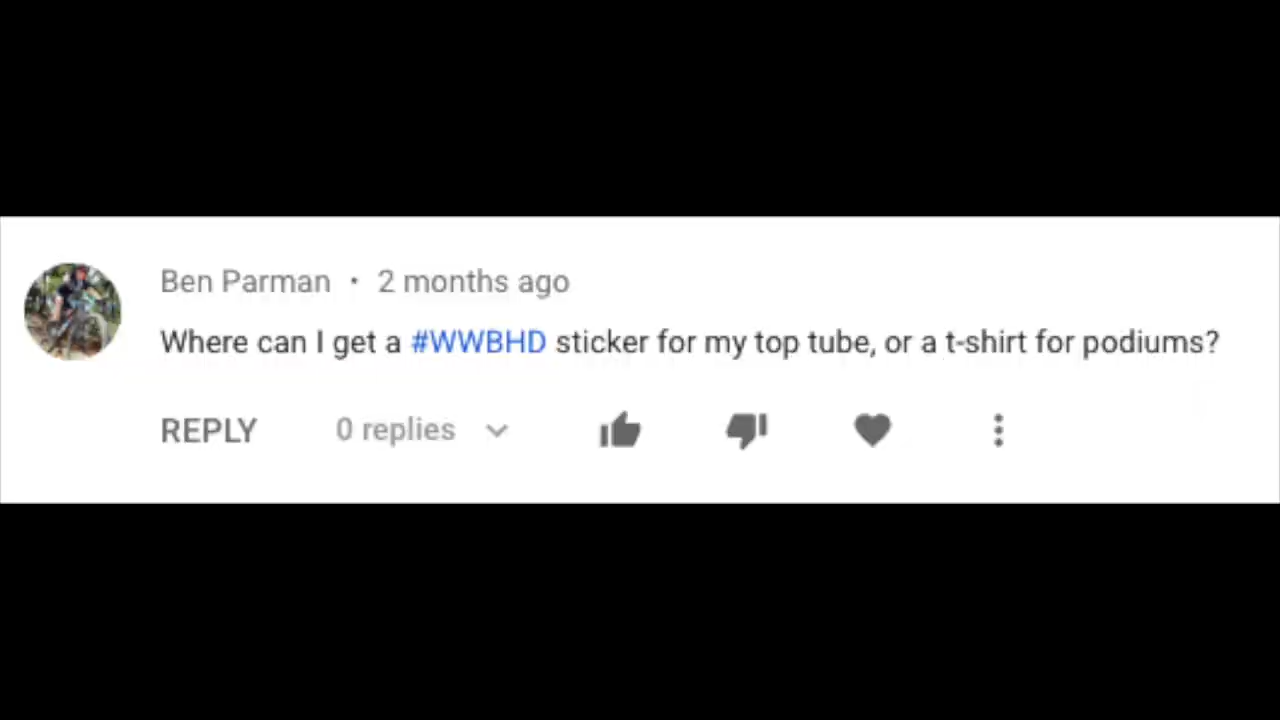 Ben Parman • 2 months ago
Where can I get a #WWBHD sticker for my top tube, or a t-shirt for podiums?
REPLY 0 replies